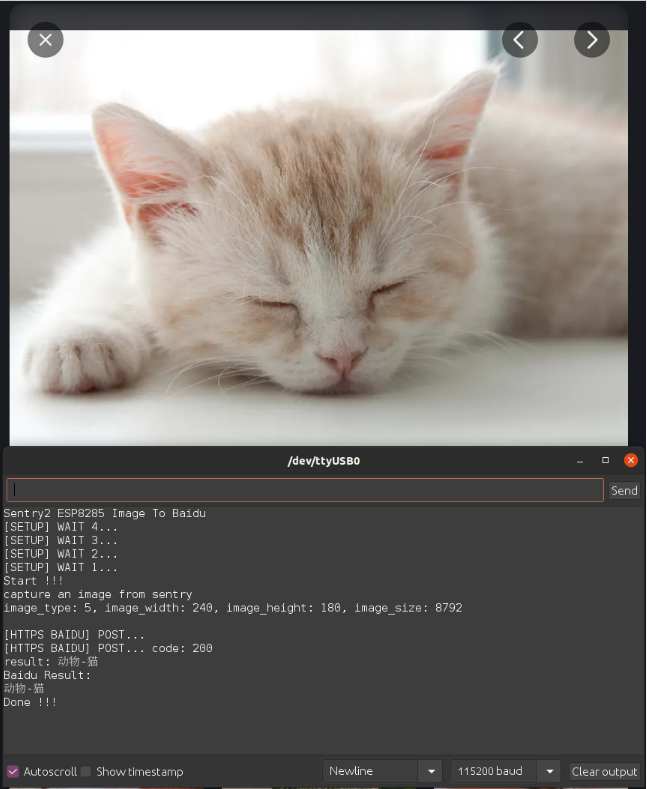 /dev/ttyUSB0
Send
Sentry2 ESP8285 Image To Baidu
[SETUP] WAIT 4...
[SETUP] WAIT 3...
[SETUP] WAIT 2...
[SETUP] WAIT 1...
Start !!!
capture an image from sentry
image_type: 5, image_width: 240, image_height: 180, image_size: 8792
[HTTPS BAIDU] POST...
[HTTPS BAIDU] POST... code: 200
result: 动物-猫
Baidu Result:
动物-猫
Done !!!
Autoscroll Show timestamp Newline 115200 baud Clear output